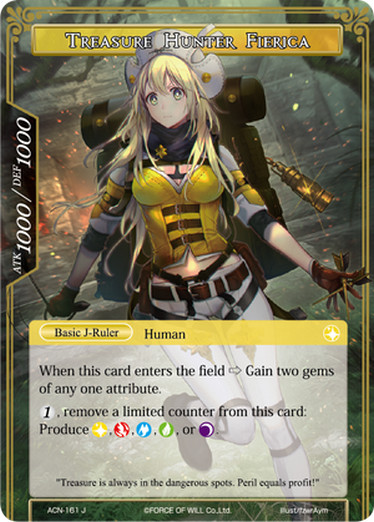 Treasure Hunter Fierica
ATK 1000 / DEF 1000
Basic J-Ruler Human
When this card enters the field ⇨ Gain two gems
of any one attribute.
1 , remove a limited counter from this card:
Produce , , , , or .
"Treasure is always in the dangerous spots. Peril equals profit!"
ACN-161 J ©FORCE OF WILL Co.,Ltd. Illust/fzwrAym